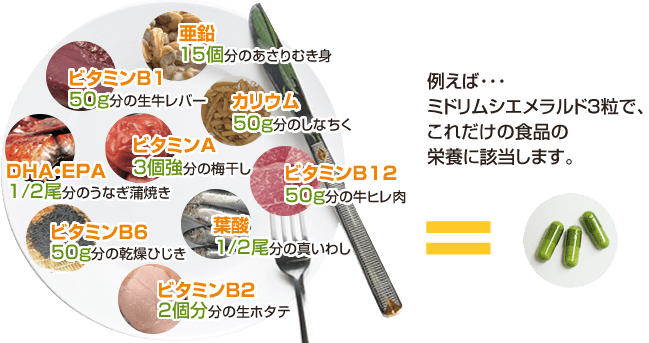 亜鉛
15個分のあさりむき身
ビタミンB1
50g分の生牛レバー
カリウム
50g分のしなちく
ビタミンA
3個強分の梅干し
DHA・EPA
1/2尾分のうなぎ蒲焼き
ビタミンB12
50g分の牛ヒレ肉
ビタミンB6
50g分の乾燥ひじき
葉酸
1/2尾分の真いわし
ビタミンB2
2個分分の生ホタテ
例えば・・・
ミドリムシエメラルド3粒で、
これだけの食品の
栄養に該当します。